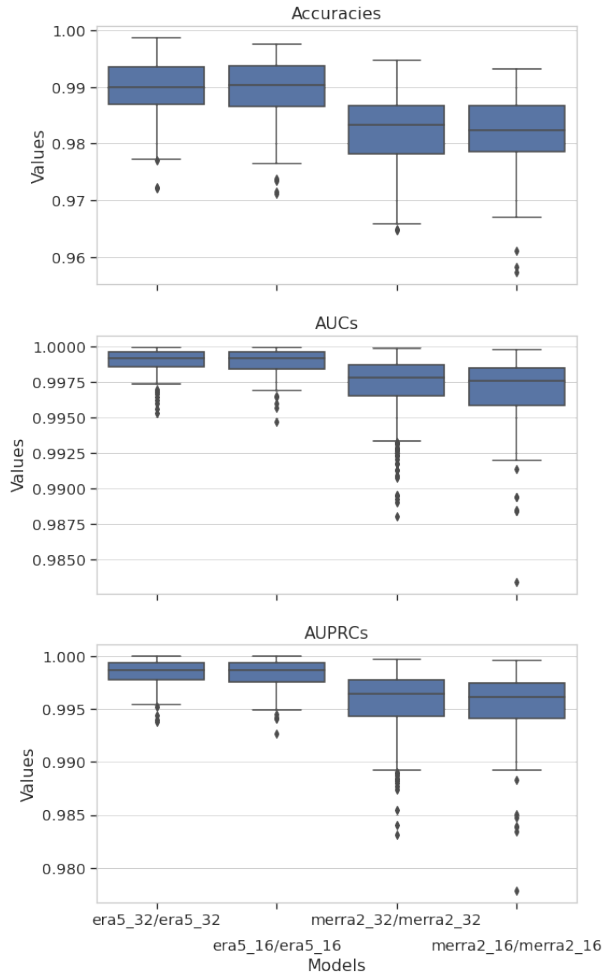 Accuracies
1.00
0.99
0.98
0.97
0.96
Values
AUCs
1.0000
0.9975
0.9950
0.9925
0.9900
0.9875
0.9850
Values
AUPRCs
1.000
0.995
0.990
0.985
0.980
Values
era5_32/era5_32
era5_16/era5_16
merra2_32/merra2_32
merra2_16/merra2_16
Models